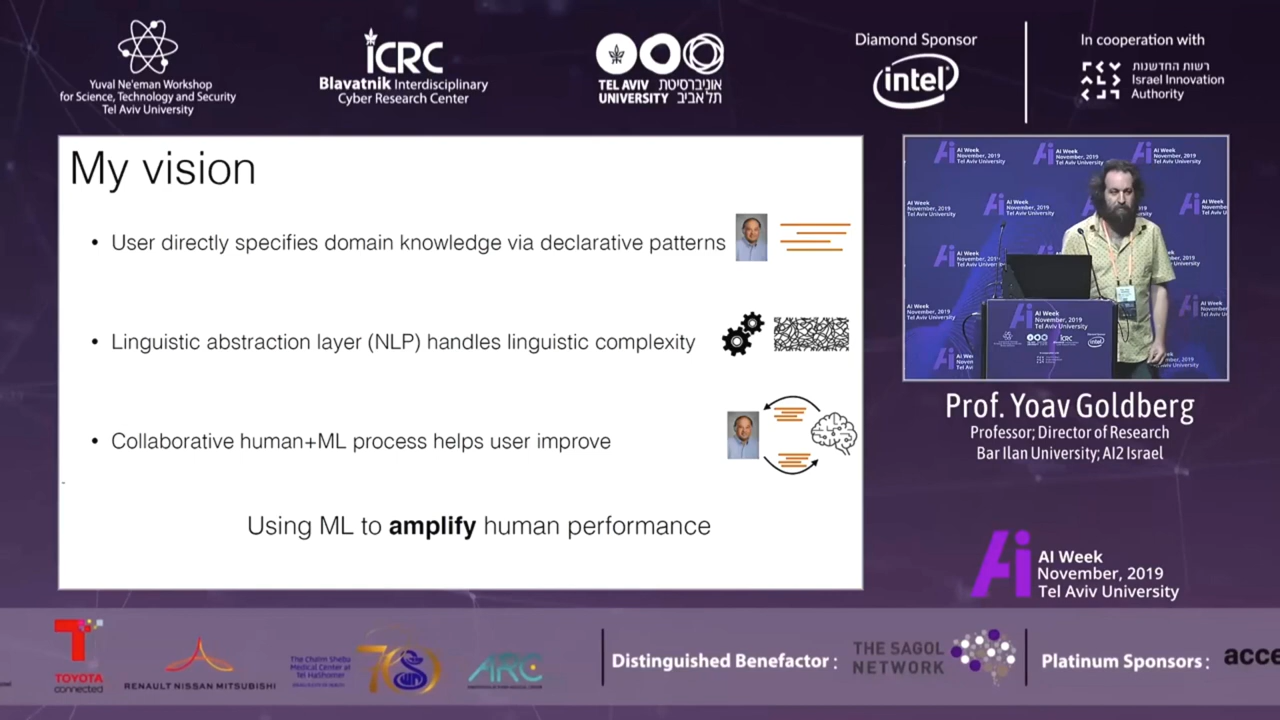 Yuval Ne'eman Workshop
for Science, Technology and Security
Tel Aviv University
iCRC
Blavatnik Interdisciplinary
Cyber Research Center
TEL AVIV אוניברסיטת
UNIVERSITY תל אביב
Diamond Sponsor
intel
In cooperation with
רשות החדשנות
Israel Innovation
Authority
My vision
• User directly specifies domain knowledge via declarative patterns
• Linguistic abstraction layer (NLP) handles linguistic complexity
• Collaborative human+ML process helps user improve
Using ML to amplify human performance
Ai AI Week
November, 2019
Tel Aviv University
Prof. Yoav Goldberg
Professor; Director of Research
Bar Ilan University; AI2 Israel
Ai AI Week
November, 2019
Tel Aviv University
TOYOTA
connected
RENAULT NISSAN MITSUBISHI
The Chaim Sheba
Medical Center at
Tel HaShomer
70
ARC
Distinguished Benefactor :
THE SAGOL
NETWORK
Platinum Sponsors :
acce